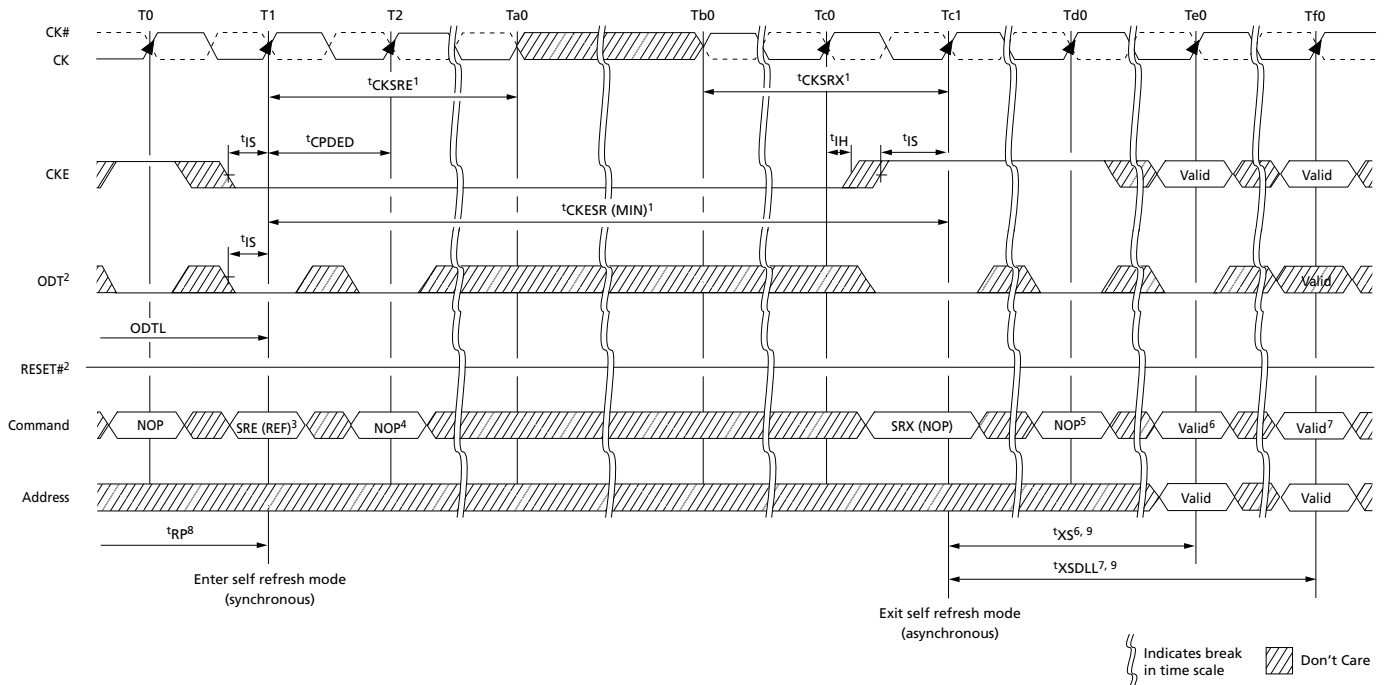 T0 T1 T2 Ta0 Tb0 Tc0 Tc1 Td0 Te0 Tf0
CK#
CK
tCKSRE1 tCKSRX1
tIS tCPDED tIH tIS
CKE Valid Valid
tCKESR (MIN)1
tIS
ODT2 Valid
ODTL
RESET#2
Command NOP SRE (REF)3 NOP4 SRX (NOP) NOP5 Valid6 Valid7
Address Valid Valid
tRP8 tXS6, 9
tXSDLL7, 9
Enter self refresh mode
(synchronous)
Exit self refresh mode
(asynchronous)
Indicates break
in time scale
Don't Care